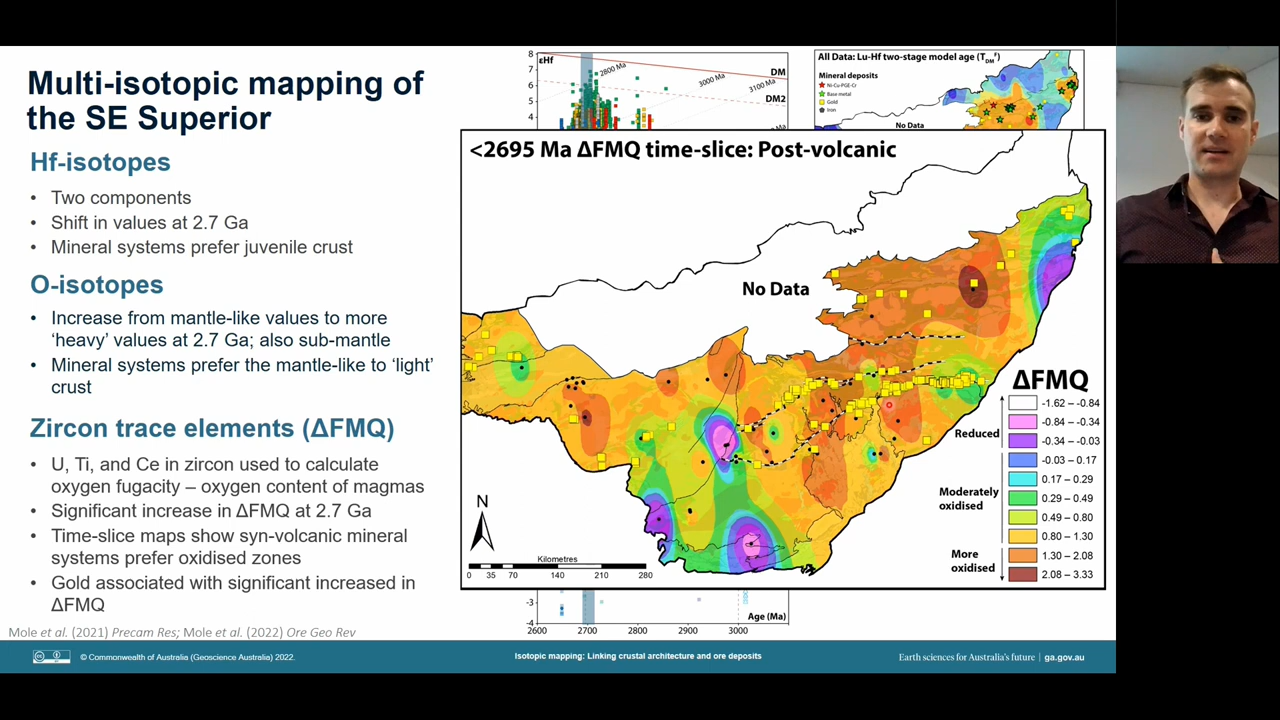 Multi-isotopic mapping of
the SE Superior
Hf-isotopes
• Two components
• Shift in values at 2.7 Ga
• Mineral systems prefer juvenile crust
O-isotopes
• Increase from mantle-like values to more
‘heavy’ values at 2.7 Ga; also sub-mantle
• Mineral systems prefer the mantle-like to ‘light’
crust
Zircon trace elements (ΔFMQ)
• U, Ti, and Ce in zircon used to calculate
oxygen fugacity – oxygen content of magmas
• Significant increase in ΔFMQ at 2.7 Ga
• Time-slice maps show syn-volcanic mineral
systems prefer oxidised zones
• Gold associated with significant increased in
ΔFMQ
Mole et al. (2021) Precam Res; Mole et al. (2022) Ore Geo Rev
8
εHf
7
6
5
4
2800 Ma
3000 Ma
3100 Ma
DM
DM2
All Data: Lu-Hf two-stage model age (TDM²)
Mineral deposits
Ni-Cu-PGE-Cr
Base metal
Gold
Iron
No Data
<2695 Ma ΔFMQ time-slice: Post-volcanic
No Data
ΔFMQ
-1.62 – -0.84
-0.84 – -0.34
-0.34 – -0.03
-0.03 – 0.17
0.17 – 0.29
0.29 – 0.49
0.49 – 0.80
0.80 – 1.30
1.30 – 2.08
2.08 – 3.33
Reduced
Moderately
oxidised
More
oxidised
N
Kilometres
0 35 70 140 210 280
-3
-4
Age (Ma)
2600 2700 2800 2900 3000
© Commonwealth of Australia (Geoscience Australia) 2022.
Isotopic mapping: Linking crustal architecture and ore deposits
Earth sciences for Australia’s future | ga.gov.au